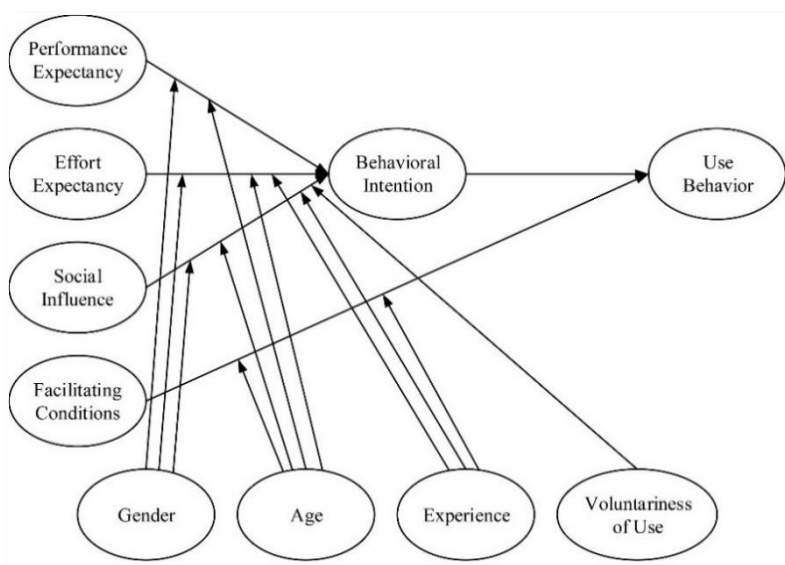 Performance
Expectancy
Effort
Expectancy
Behavioral
Intention
Use
Behavior
Social
Influence
Facilitating
Conditions
Gender
Age
Experience
Voluntariness
of Use